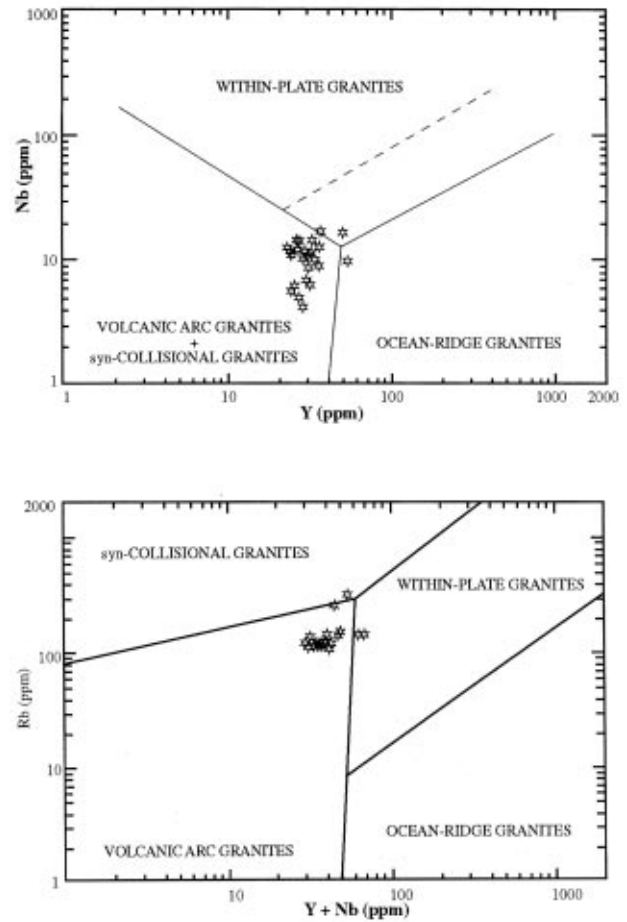 1000
WITHIN-PLATE GRANITES
100
Nb (ppm)
10
VOLCANIC ARC GRANITES
+
syn-COLLISIONAL GRANITES
OCEAN-RIDGE GRANITES
1
1 10 100 1000 2000
Y (ppm)
2000
syn-COLLISIONAL GRANITES
WITHIN-PLATE GRANITES
100
Rb (ppm)
10
OCEAN-RIDGE GRANITES
VOLCANIC ARC GRANITES
1
10 100 1000
Y + Nb (ppm)